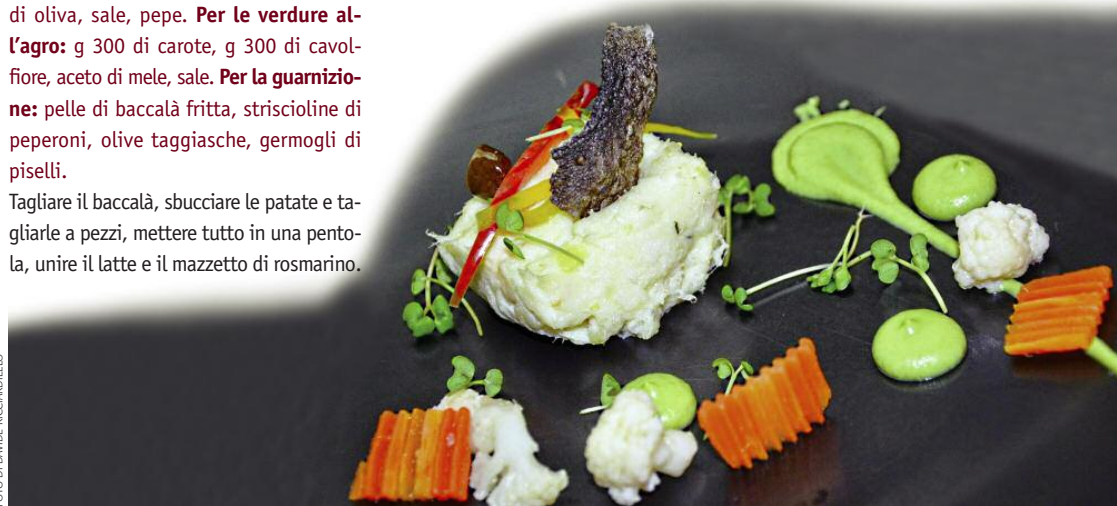 di oliva, sale, pepe. Per le verdure al-
l’agro: g 300 di carote, g 300 di cavol-
fiore, aceto di mele, sale. Per la guarnizio-
ne: pelle di baccalà fritta, striscioline di
peperoni, olive taggiasche, germogli di
piselli.
Tagliare il baccalà, sbucciare le patate e ta-
gliarle a pezzi, mettere tutto in una pento-
la, unire il latte e il mazzetto di rosmarino.